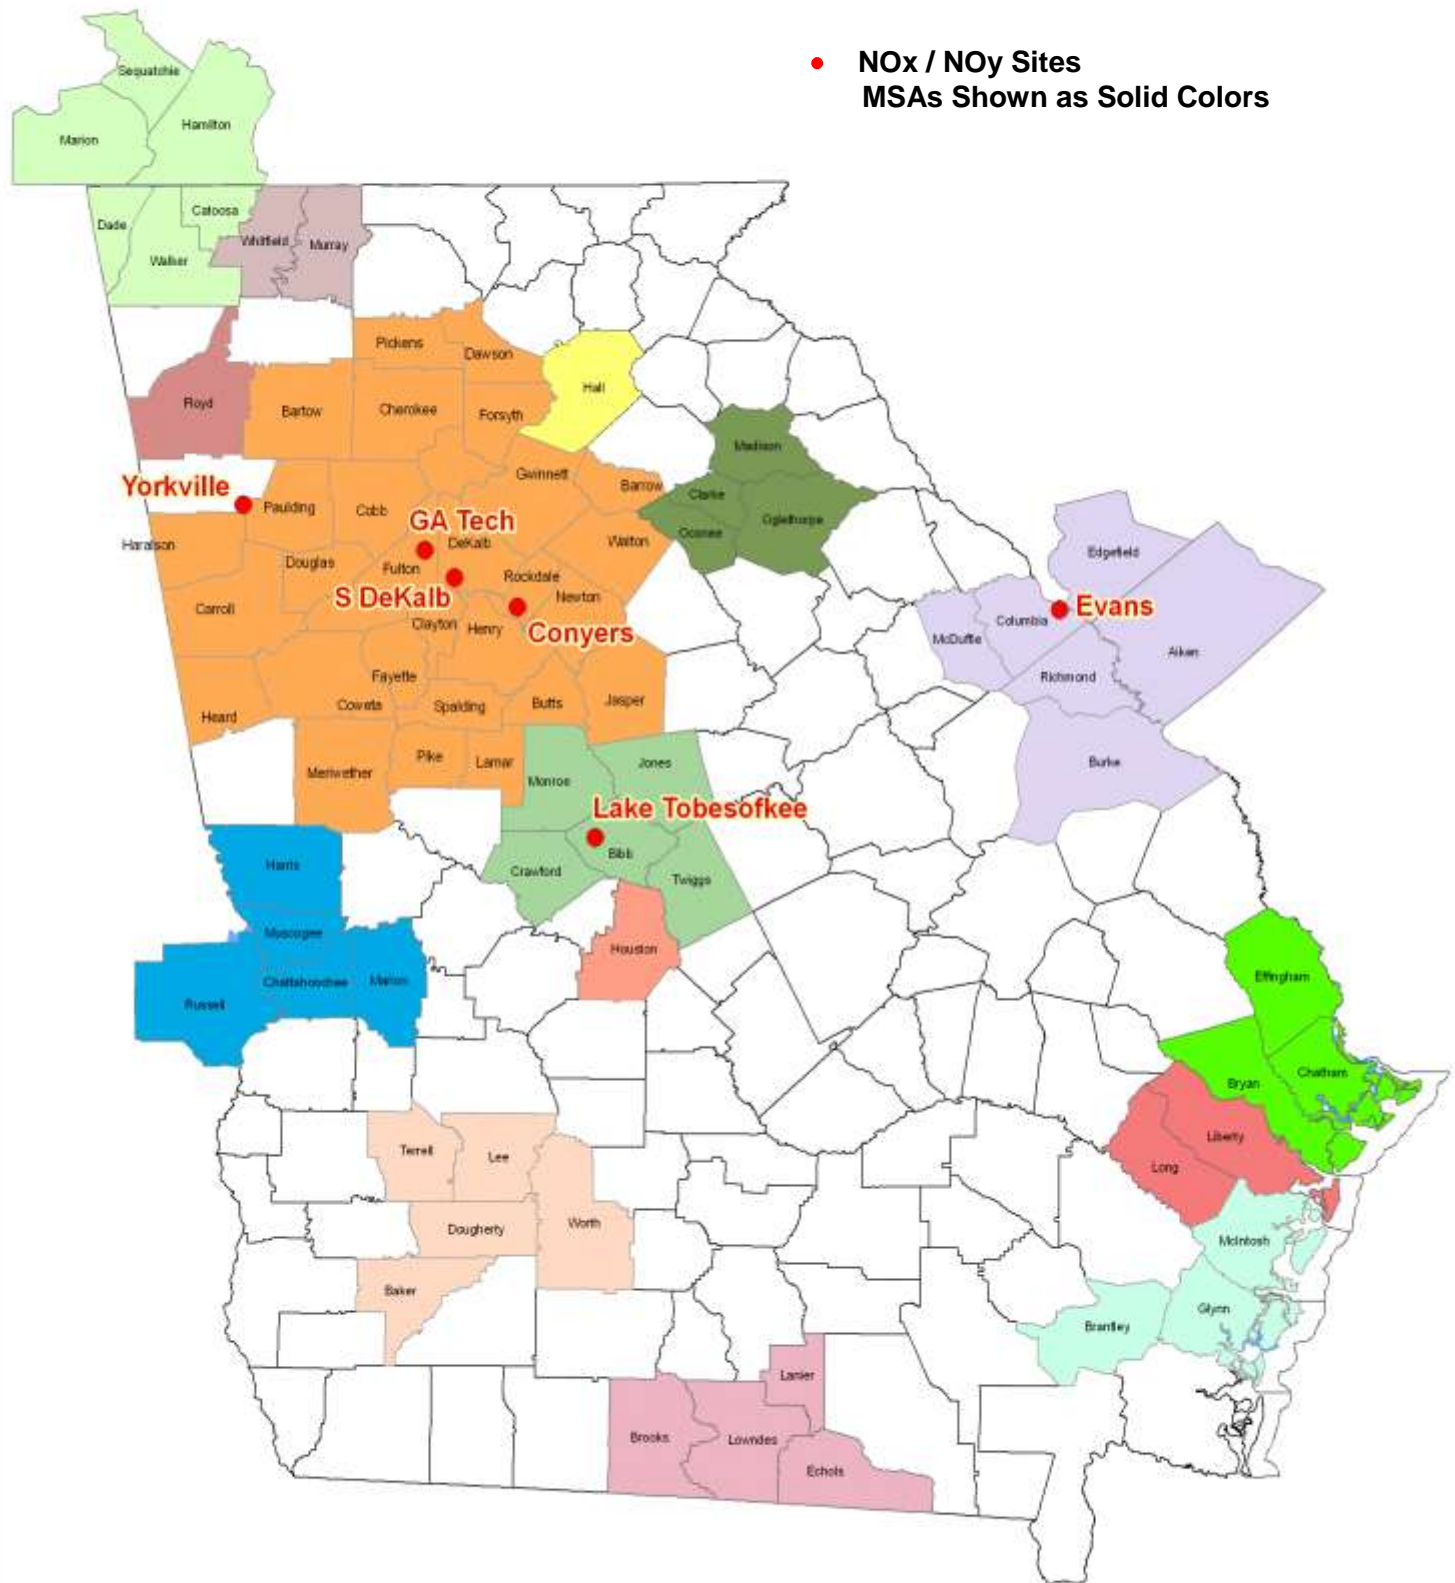 NOx / NOy Sites
MSAs Shown as Solid Colors
Sequatchie
Marion
Hamilton
Dade
Catoosa
Walker
Whitfield
Murray
Pickens
Dawson
Hall
Floyd
Bartow
Cherokee
Forsyth
Madison
Yorkville
Paulding
Cobb
Gwinnett
Barrow
Clarke
Oconee
Oglethorpe
GA Tech
DeKalb
Walton
Haralson
Douglas
Fulton
Rockdale
Newton
S DeKalb
Carroll
Clayton
Henry
Conyers
Edgefield
Evans
Columbia
McDuffie
Aiken
Richmond
Fayette
Coweta
Spalding
Butts
Jasper
Heard
Meriwether
Pike
Lamar
Monroe
Jones
Burke
Lake Tobesofkee
Bibb
Crawford
Twiggs
Harris
Muscogee
Chattahoochee
Marion
Russell
Houston
Effingham
Bryan
Chatham
Liberty
Long
Terrell
Lee
Dougherty
Worth
Baker
McIntosh
Glynn
Brantley
Lanier
Brooks
Lowndes
Echols